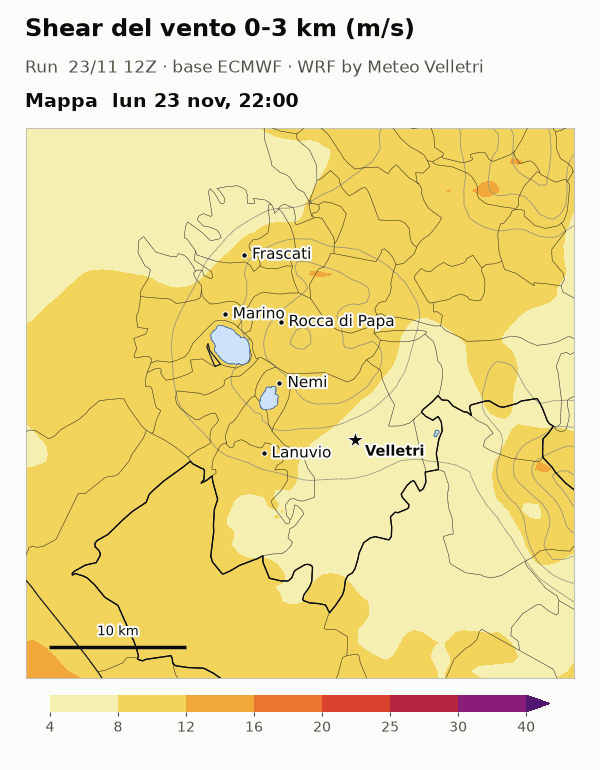 Shear del vento 0-3 km (m/s)
Run  23/11 12Z · base ECMWF · WRF by Meteo Velletri
Mappa  lun 23 nov, 22:00
Frascati
Marino
Rocca di Papa
Nemi
Velletri
Lanuvio
10 km
4 8 12 16 20 25 30 40